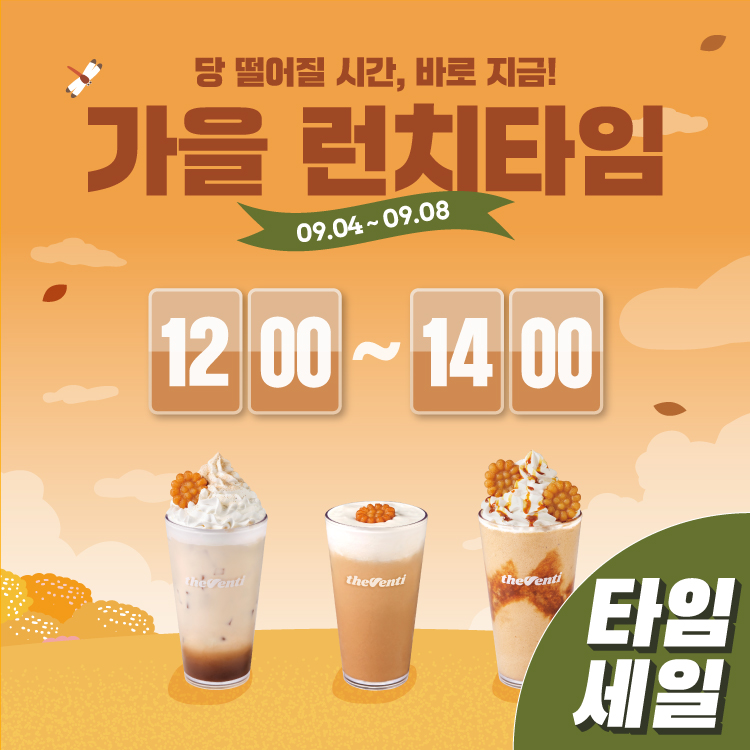 당 떨어질 시간, 바로 지금!
가을 런치타임
09.04 ~ 09.08
12 00 ~ 14 00
theVenti theVenti theVenti
타임
세일